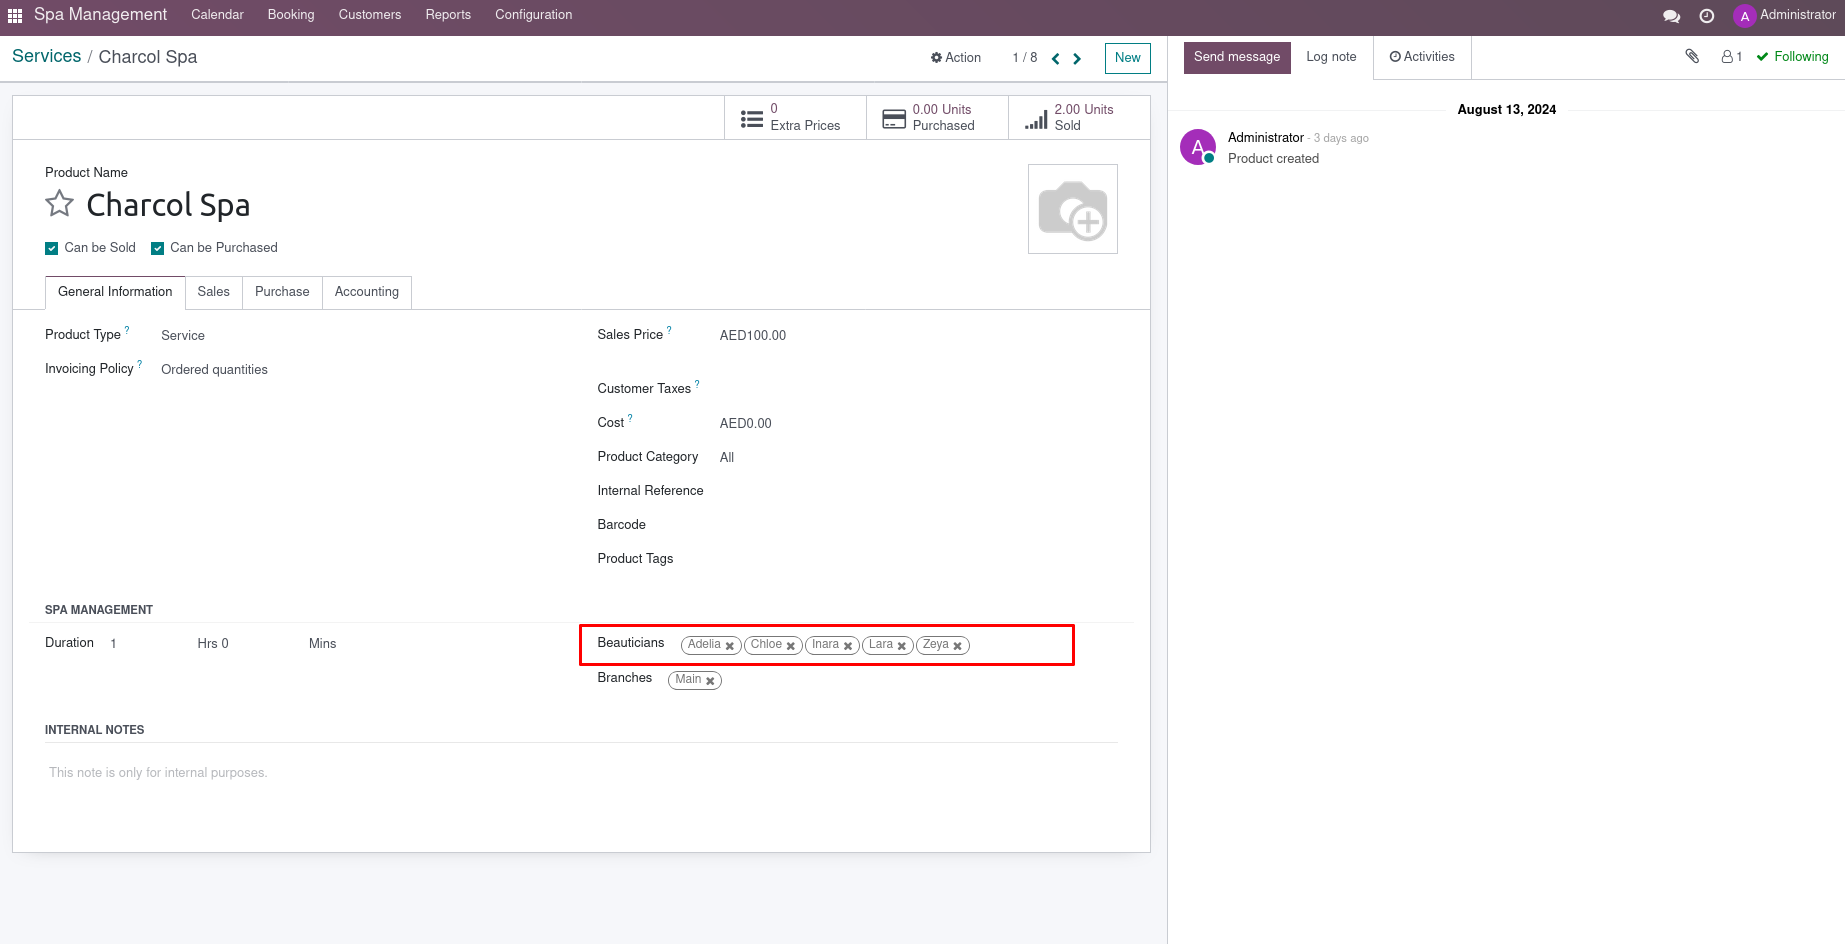 Spa Management Calendar Booking Customers Reports Configuration
A Administrator
Services / Charcol Spa
Action 1 / 8 New
Send message Log note Activities 1 Following
0
Extra Prices
0.00 Units
Purchased
2.00 Units
Sold
Product Name
Charcol Spa
Can be Sold Can be Purchased
General Information Sales Purchase Accounting
Product Type ? Service
Invoicing Policy ? Ordered quantities
Sales Price ? AED100.00
Customer Taxes ?
Cost ? AED0.00
Product Category All
Internal Reference
Barcode
Product Tags
SPA MANAGEMENT
Duration 1 Hrs 0 Mins
Beauticians Adelia Chloe Inara Lara Zeya
Branches Main
INTERNAL NOTES
This note is only for internal purposes.
August 13, 2024
A
Administrator - 3 days ago
Product created